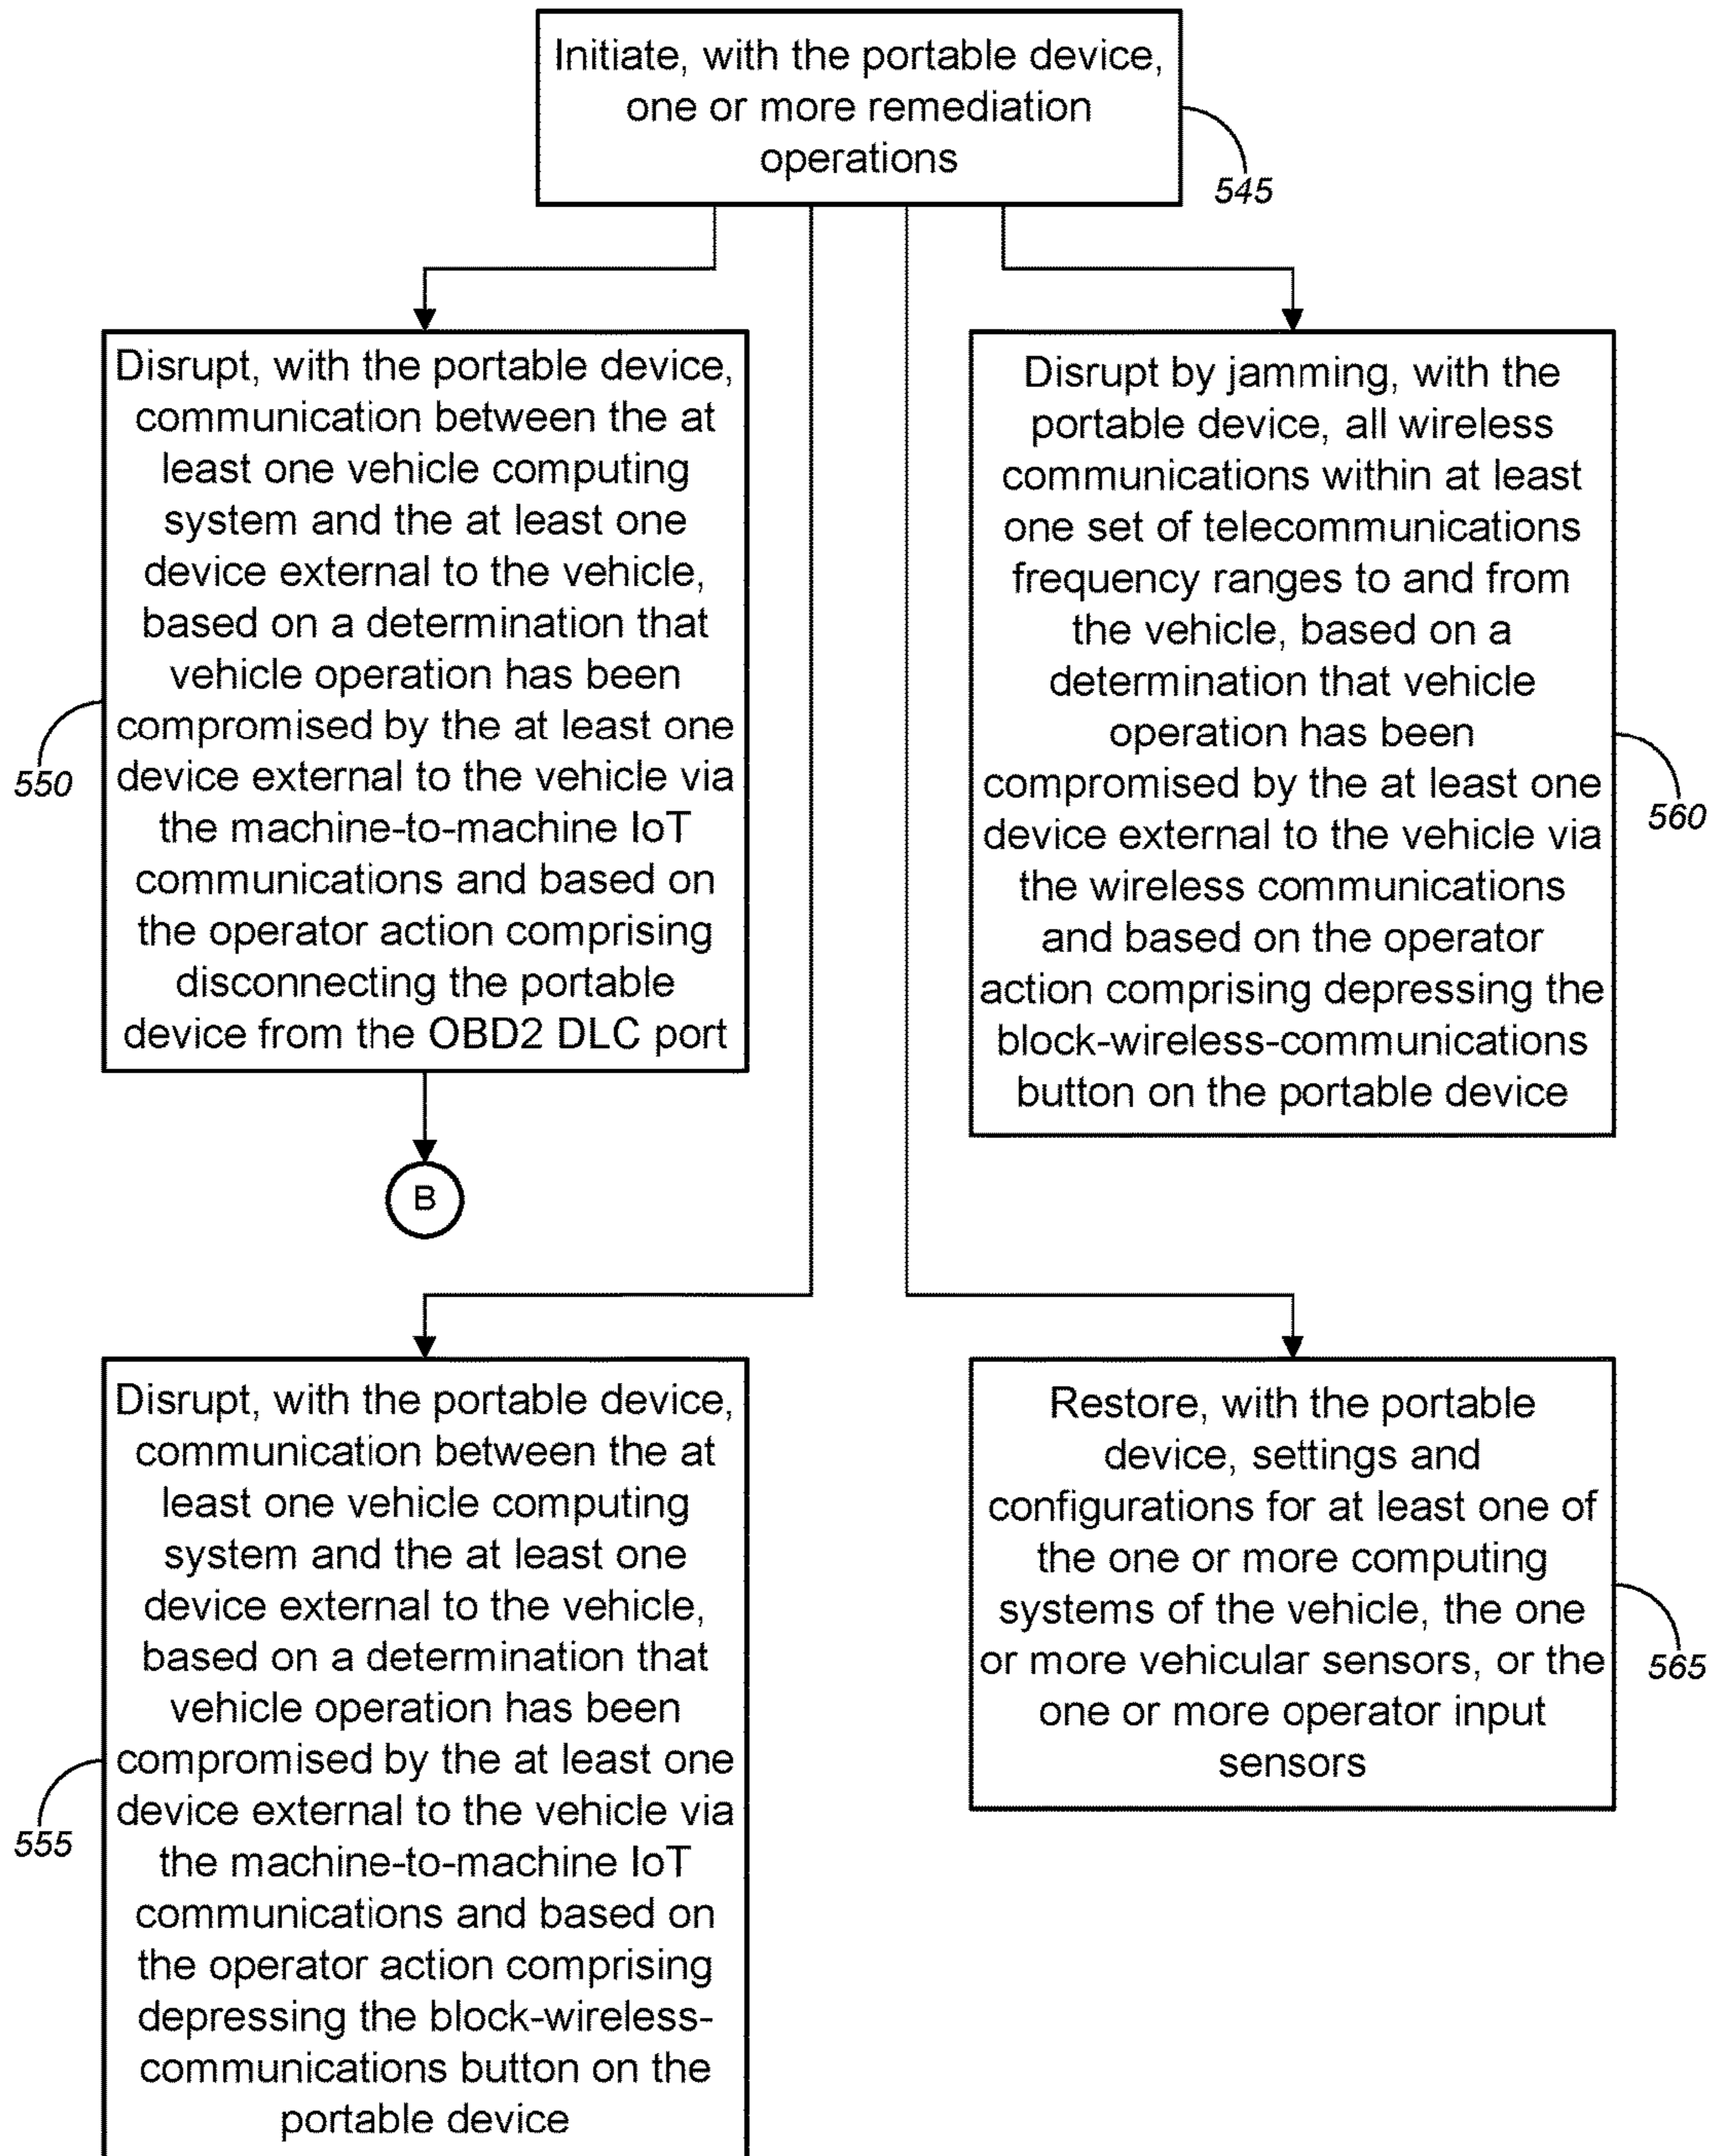 Initiate, with the portable device,
one or more remediation
operations
545
Disrupt, with the portable device,
communication between the at
least one vehicle computing
system and the at least one
device external to the vehicle,
based on a determination that
vehicle operation has been
compromised by the at least one
device external to the vehicle via
the machine-to-machine IoT
communications and based on
the operator action comprising
disconnecting the portable
device from the OBD2 DLC port
550
B
Disrupt by jamming, with the
portable device, all wireless
communications within at least
one set of telecommunications
frequency ranges to and from
the vehicle, based on a
determination that vehicle
operation has been
compromised by the at least one
device external to the vehicle via
the wireless communications
and based on the operator
action comprising depressing the
block-wireless-communications
button on the portable device
560
Disrupt, with the portable device,
communication between the at
least one vehicle computing
system and the at least one
device external to the vehicle,
based on a determination that
vehicle operation has been
compromised by the at least one
device external to the vehicle via
the machine-to-machine IoT
communications and based on
the operator action comprising
depressing the block-wireless-
communications button on the
portable device
555
Restore, with the portable
device, settings and
configurations for at least one of
the one or more computing
systems of the vehicle, the one
or more vehicular sensors, or the
one or more operator input
sensors
565